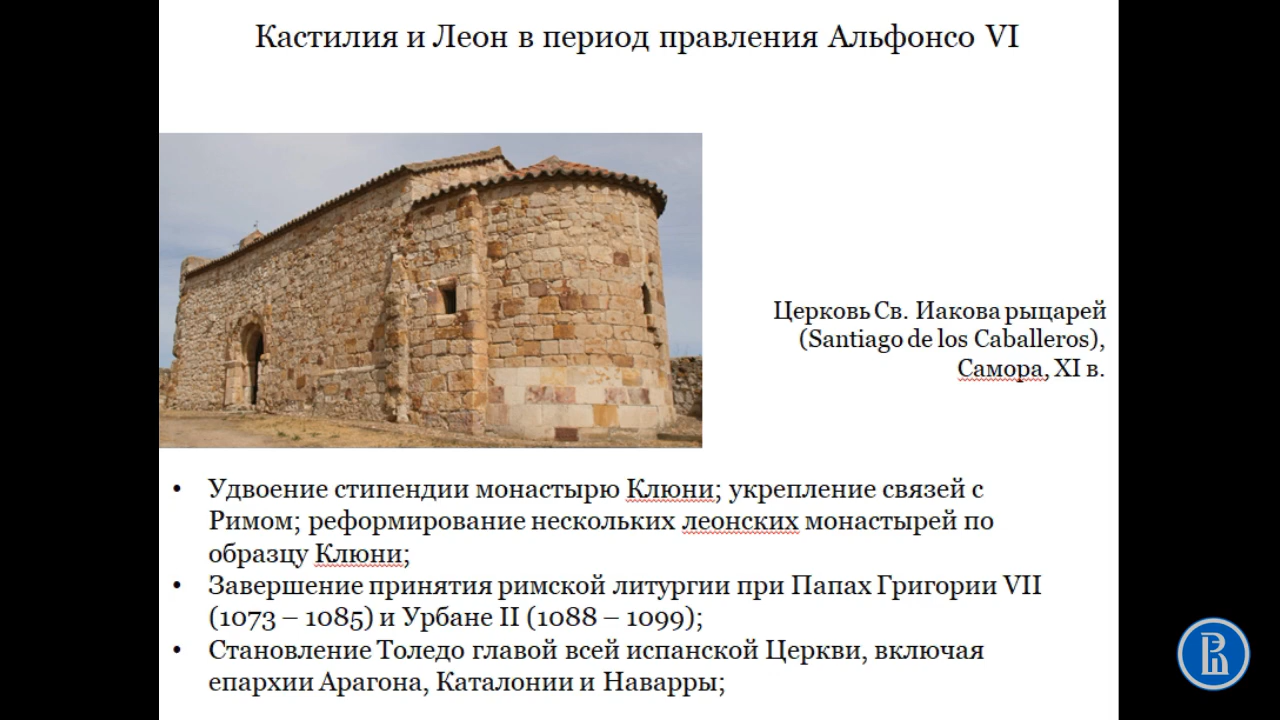 Кастилия и Леон в период правления Альфонсо VI
Церковь Св. Иакова рыцарей
(Santiago de los Caballeros),
Самора, XI в.
• Удвоение стипендии монастырю Клюни; укрепление связей с
Римом; реформирование нескольких леонских монастырей по
образцу Клюни;
• Завершение принятия римской литургии при Папах Григории VII
(1073 – 1085) и Урбане II (1088 – 1099);
• Становление Толедо главой всей испанской Церкви, включая
епархии Арагона, Каталонии и Наварры;